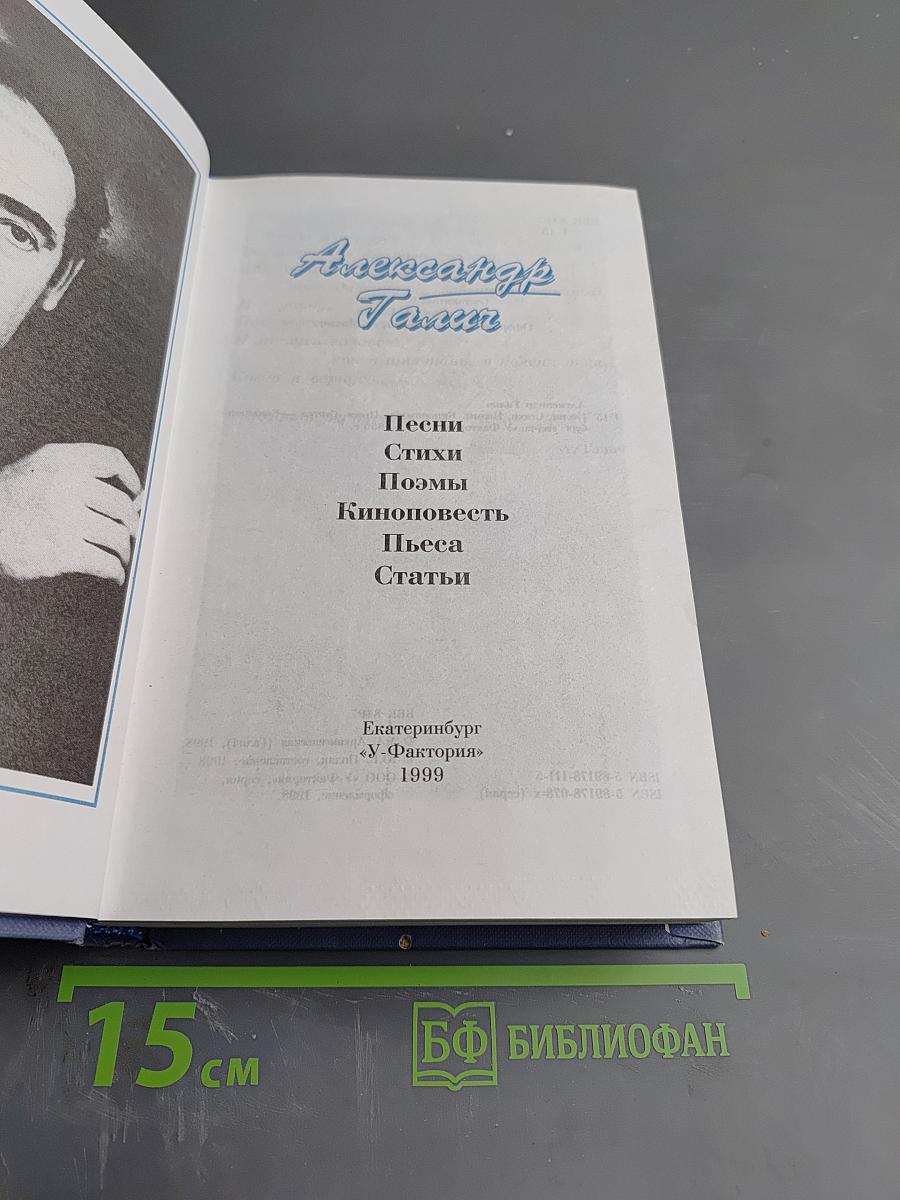 Александр
Галич
Песни
Стихи
Поэмы
Киноповесть
Пьеса
Статьи
Екатеринбург
«У-Фактория»
1999
15 см
БФ БИБЛИОФАН